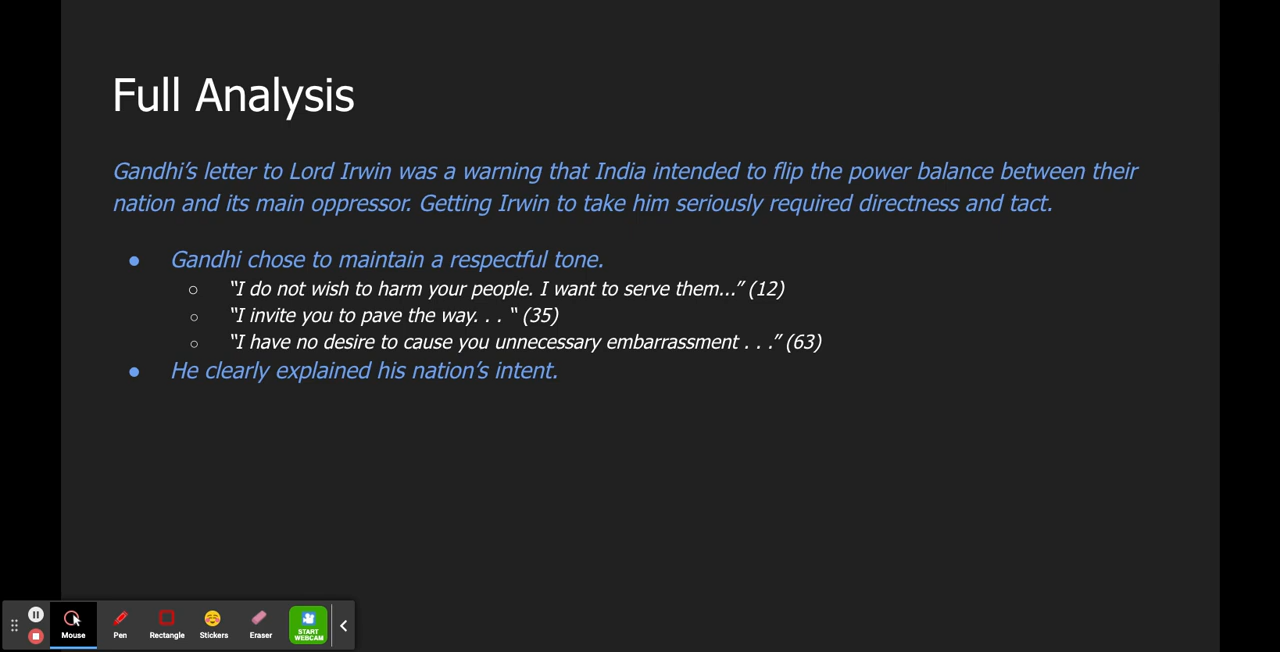 Full Analysis
Gandhi’s letter to Lord Irwin was a warning that India intended to flip the power balance between their
nation and its main oppressor. Getting Irwin to take him seriously required directness and tact.
● Gandhi chose to maintain a respectful tone.
○ “I do not wish to harm your people. I want to serve them...” (12)
○ “I invite you to pave the way. . . “ (35)
○ “I have no desire to cause you unnecessary embarrassment . . .” (63)
● He clearly explained his nation’s intent.
Mouse Pen Rectangle Stickers Eraser START
WEBCAM